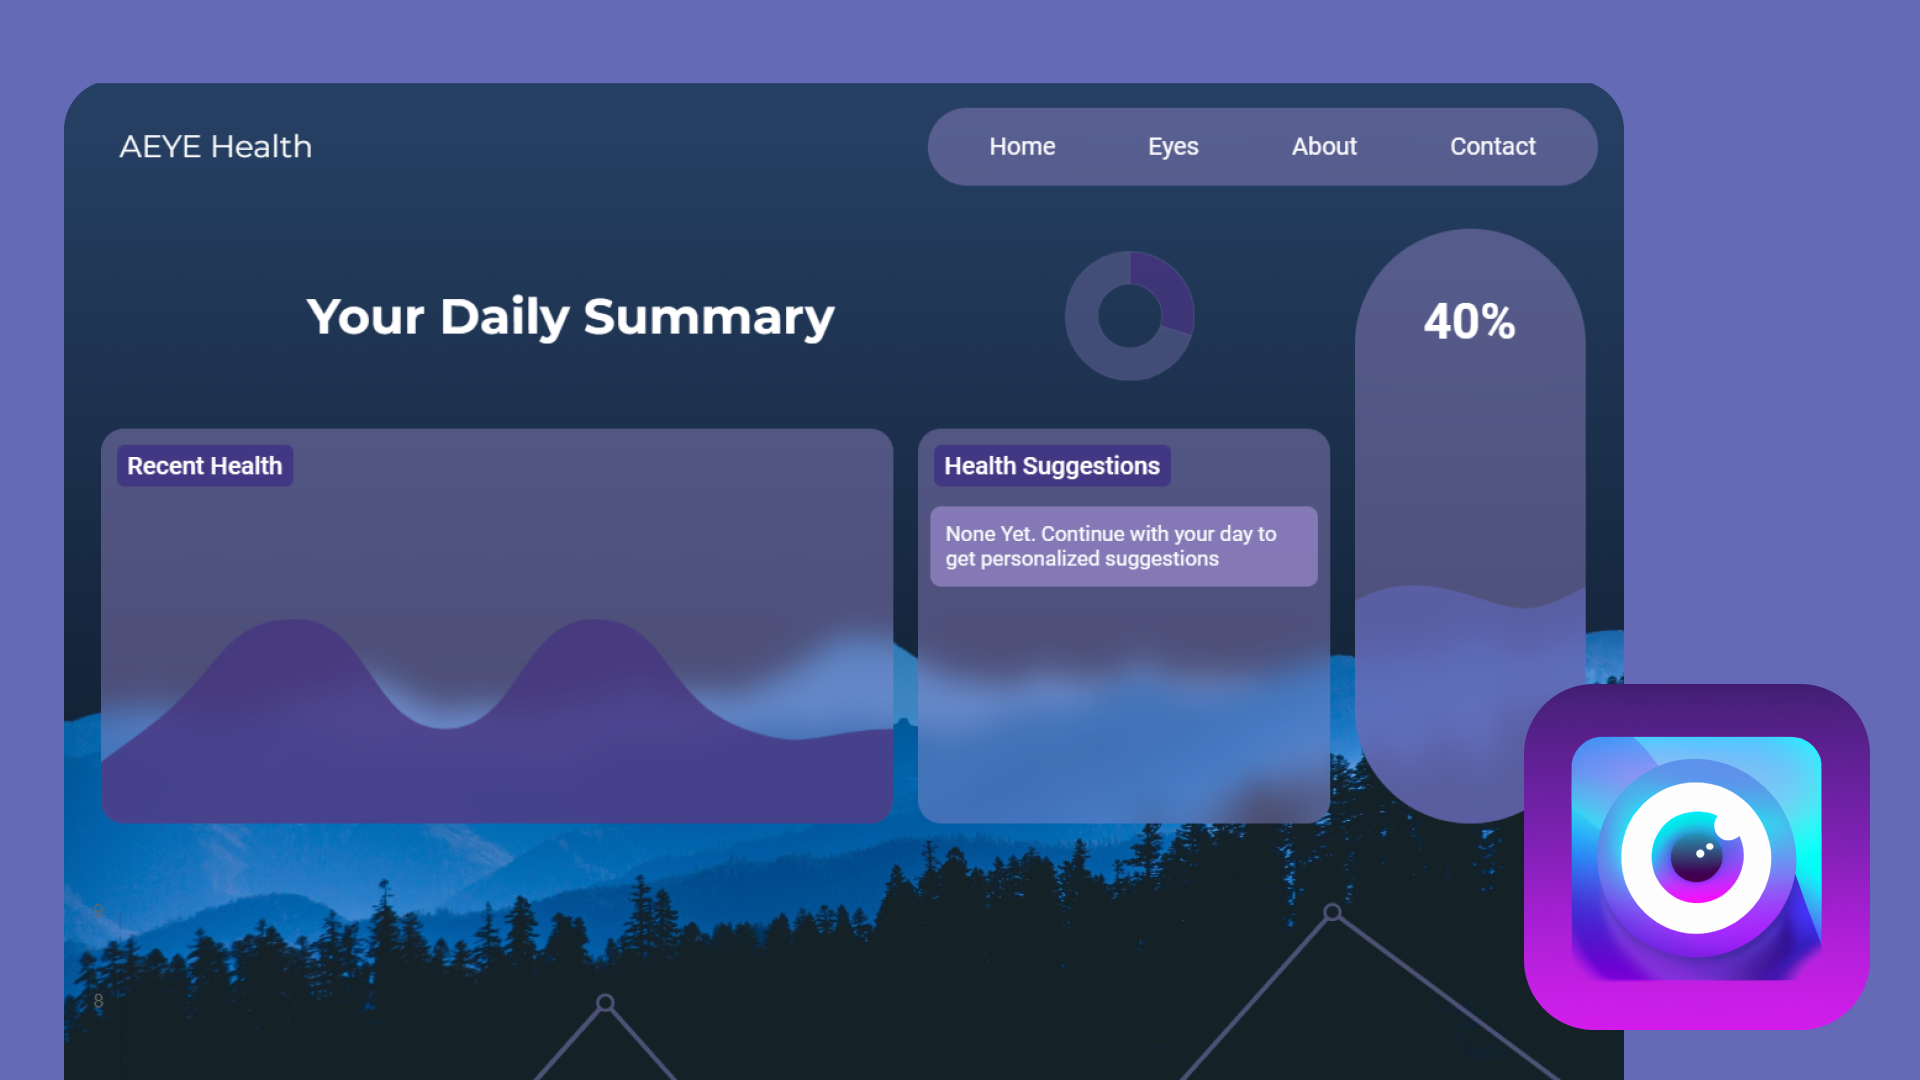 AEYE Health
Home
Eyes
About
Contact
Your Daily Summary
40%
Recent Health
Health Suggestions
None Yet. Continue with your day to
get personalized suggestions
9
8